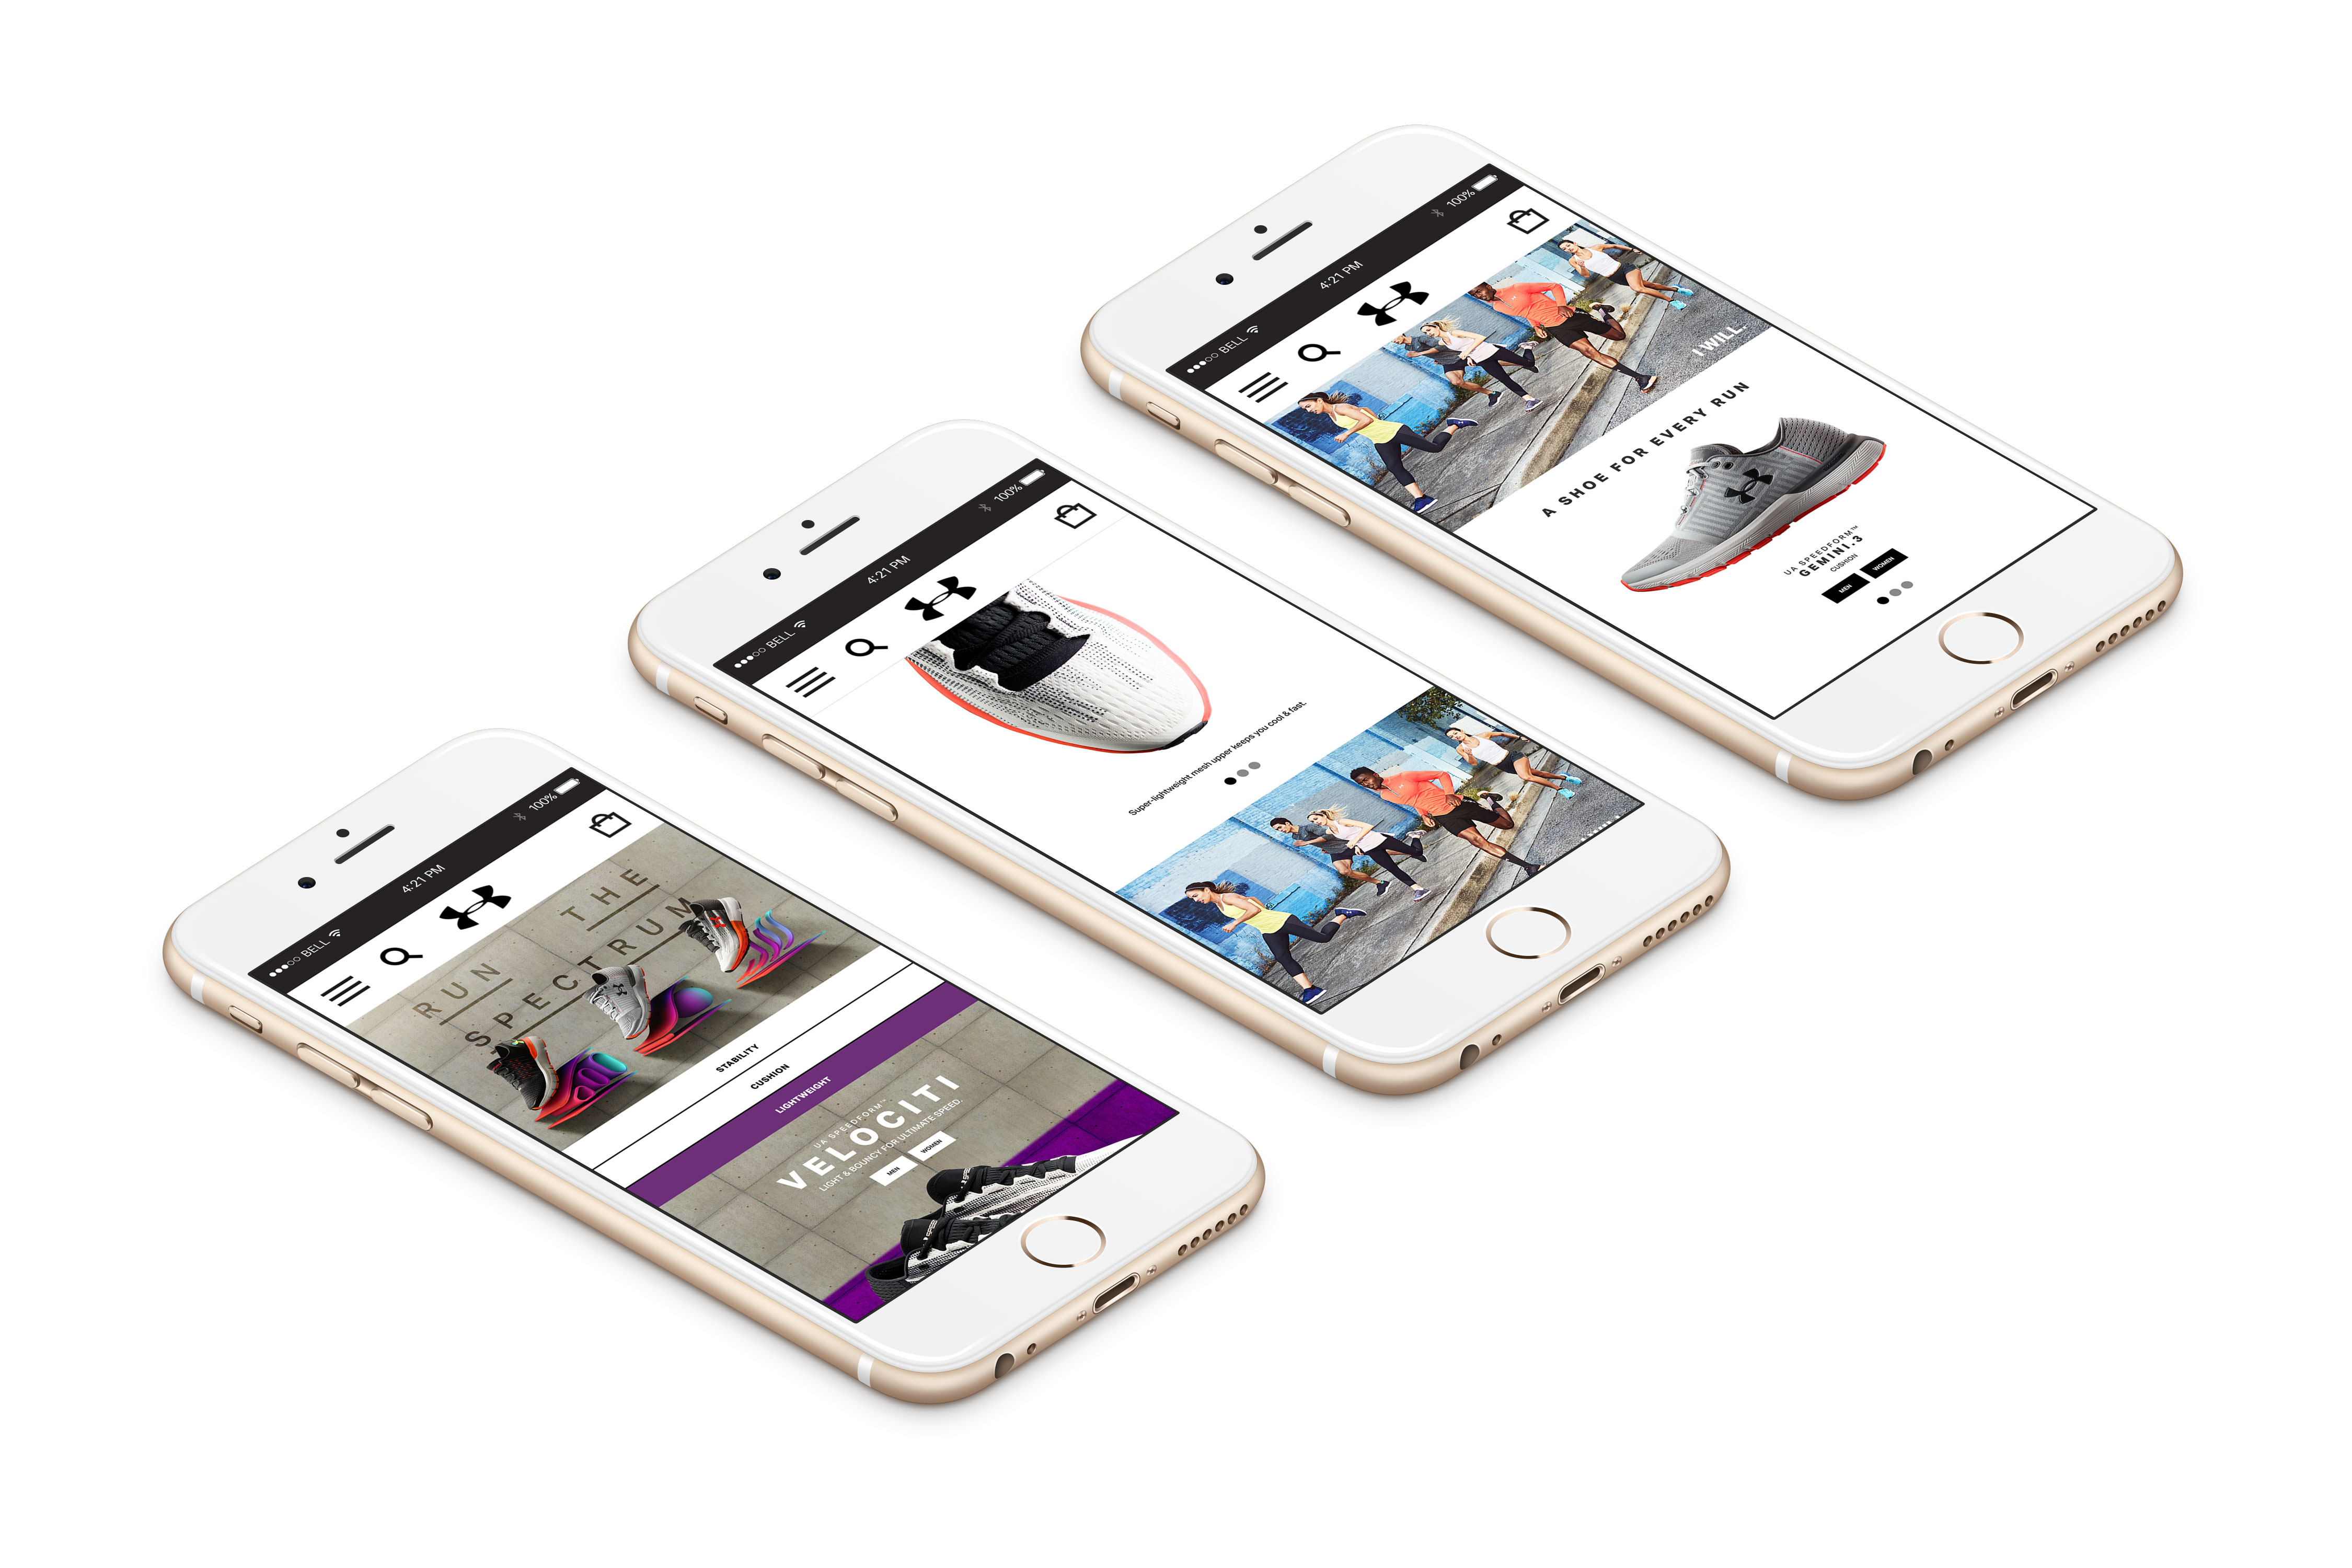 ●●●○○ BELL 4:21 PM 100%
RUN THE
SPECTRUM
STABILITY
CUSHION
LIGHTWEIGHT
UA SPEEDFORM™
VELOCITI
LIGHT & BOUNCY FOR ULTIMATE SPEED.
MEN WOMEN
●●●○○ BELL 4:21 PM 100%
Super-lightweight mesh upper keeps you cool & fast.
●●●○○ BELL 4:21 PM 100%
I WILL.
A SHOE FOR EVERY RUN
UA SPEEDFORM™
GEMINI.3
CUSHION
MEN WOMEN